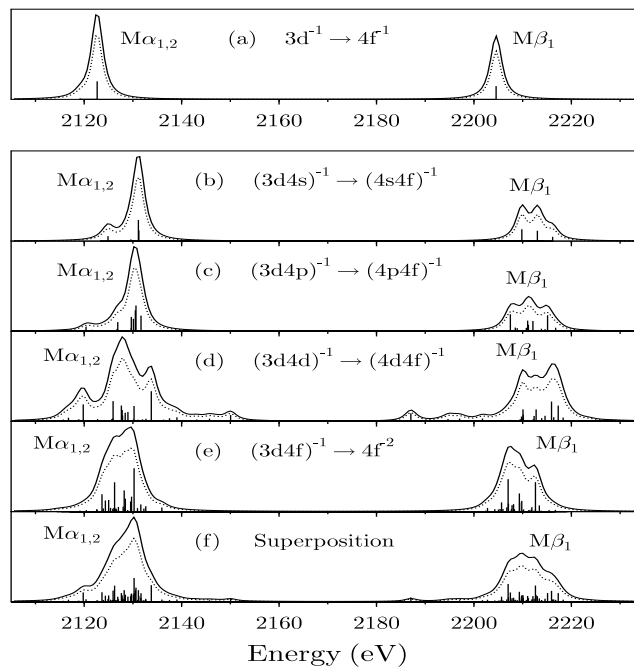 Mα₁,₂ (a) 3d⁻¹ → 4f⁻¹ Mβ₁
2120 2140 2160 2180 2200 2220
Mα₁,₂ (b) (3d4s)⁻¹ → (4s4f)⁻¹ Mβ₁
Mα₁,₂ (c) (3d4p)⁻¹ → (4p4f)⁻¹ Mβ₁
Mα₁,₂ (d) (3d4d)⁻¹ → (4d4f)⁻¹ Mβ₁
Mα₁,₂ (e) (3d4f)⁻¹ → 4f⁻² Mβ₁
Mα₁,₂ (f) Superposition Mβ₁
2120 2140 2160 2180 2200 2220
Energy (eV)